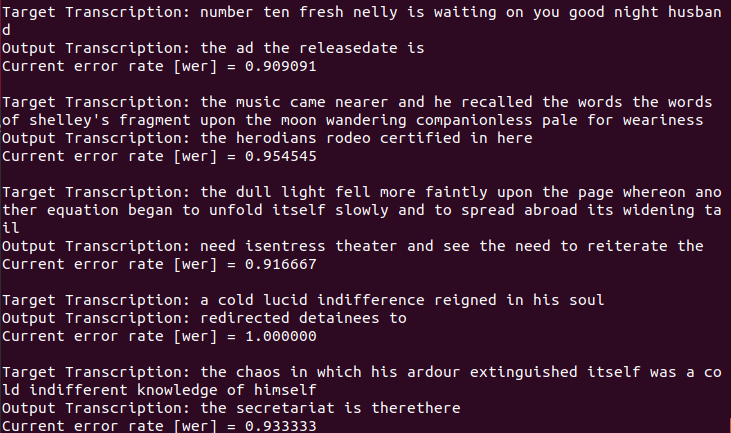 Target Transcription: number ten fresh nelly is waiting on you good night husban
d
Output Transcription: the ad the releasedate is
Current error rate [wer] = 0.909091
Target Transcription: the music came nearer and he recalled the words the words
of shelley's fragment upon the moon wandering companionless pale for weariness
Output Transcription: the herodians rodeo certified in here
Current error rate [wer] = 0.954545
Target Transcription: the dull light fell more faintly upon the page whereon ano
ther equation began to unfold itself slowly and to spread abroad its widening ta
il
Output Transcription: need isentress theater and see the need to reiterate the
Current error rate [wer] = 0.916667
Target Transcription: a cold lucid indifference reigned in his soul
Output Transcription: redirected detainees to
Current error rate [wer] = 1.000000
Target Transcription: the chaos in which his ardour extinguished itself was a co
ld indifferent knowledge of himself
Output Transcription: the secretariat is therethere
Current error rate [wer] = 0.933333